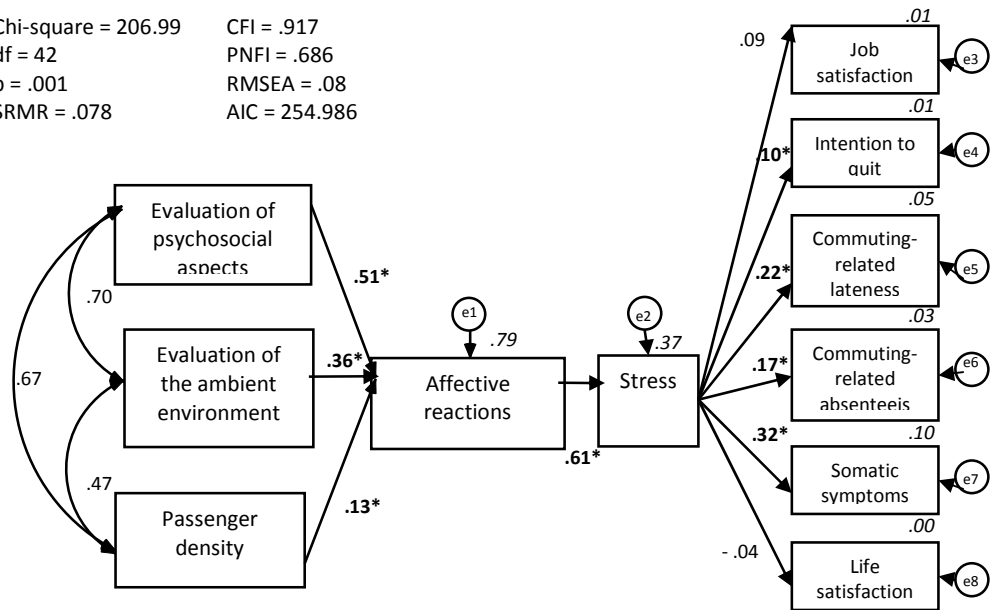 Chi-square = 206.99 CFI = .917
df = 42 PNFI = .686
p = .001 RMSEA = .08
SRMR = .078 AIC = 254.986
Evaluation of
psychosocial
aspects
Evaluation of
the ambient
environment
Passenger
density
.70
.67
.47
.51*
.36*
.13*
e1
.79
Affective
reactions
.61*
e2
.37
Stress
.09
.10*
.22*
.17*
.32*
- .04
.01
Job
satisfaction
e3
.01
Intention to
quit
e4
.05
Commuting-
related
lateness
e5
.03
Commuting-
related
absenteeis
e6
.10
Somatic
symptoms
e7
.00
Life
satisfaction
e8